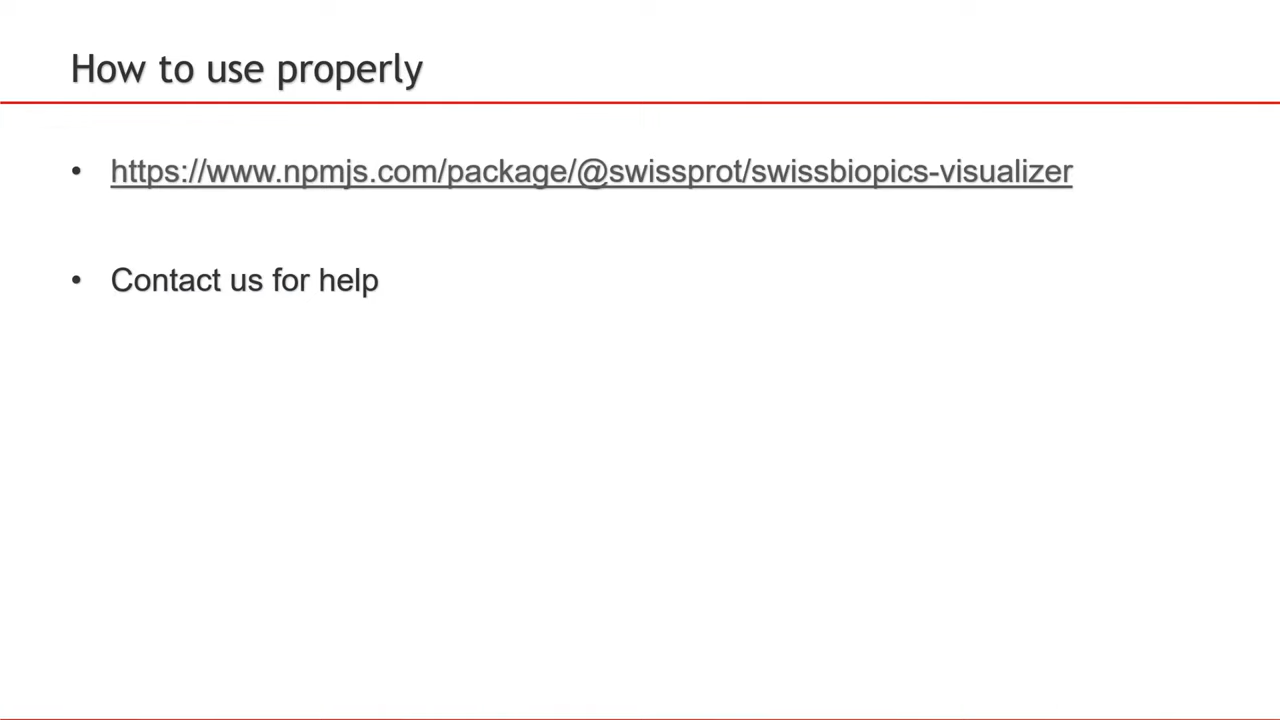 How to use properly
• https://www.npmjs.com/package/@swissprot/swissbiopics-visualizer
• Contact us for help